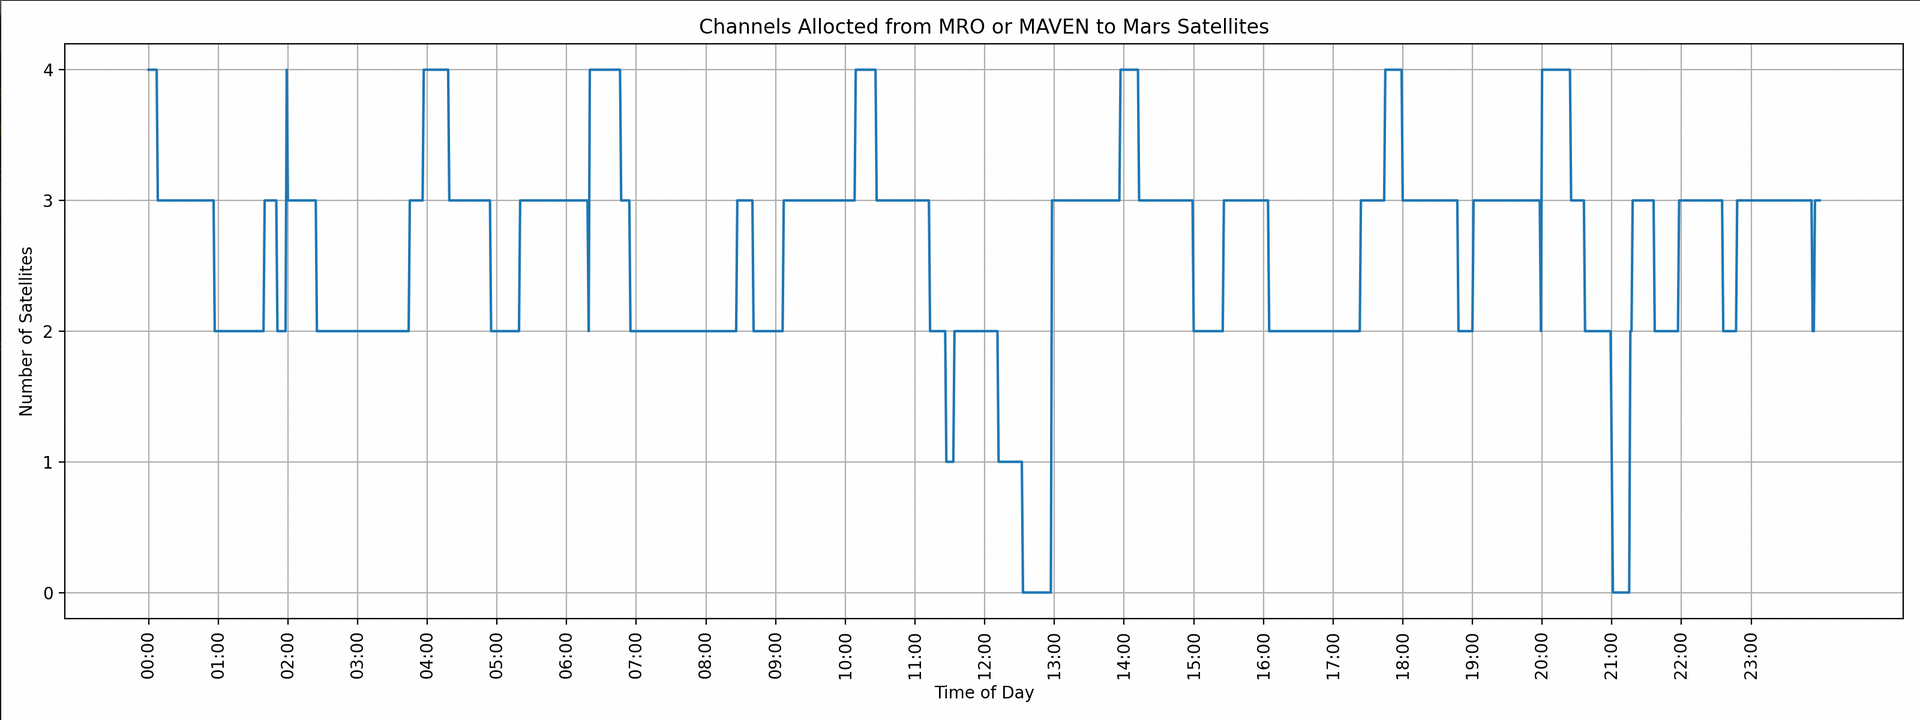 Channels Allocted from MRO or MAVEN to Mars Satellites
4
3
2
1
0
Number of Satellites
00:00 01:00 02:00 03:00 04:00 05:00 06:00 07:00 08:00 09:00 10:00 11:00 12:00 13:00 14:00 15:00 16:00 17:00 18:00 19:00 20:00 21:00 22:00 23:00
Time of Day